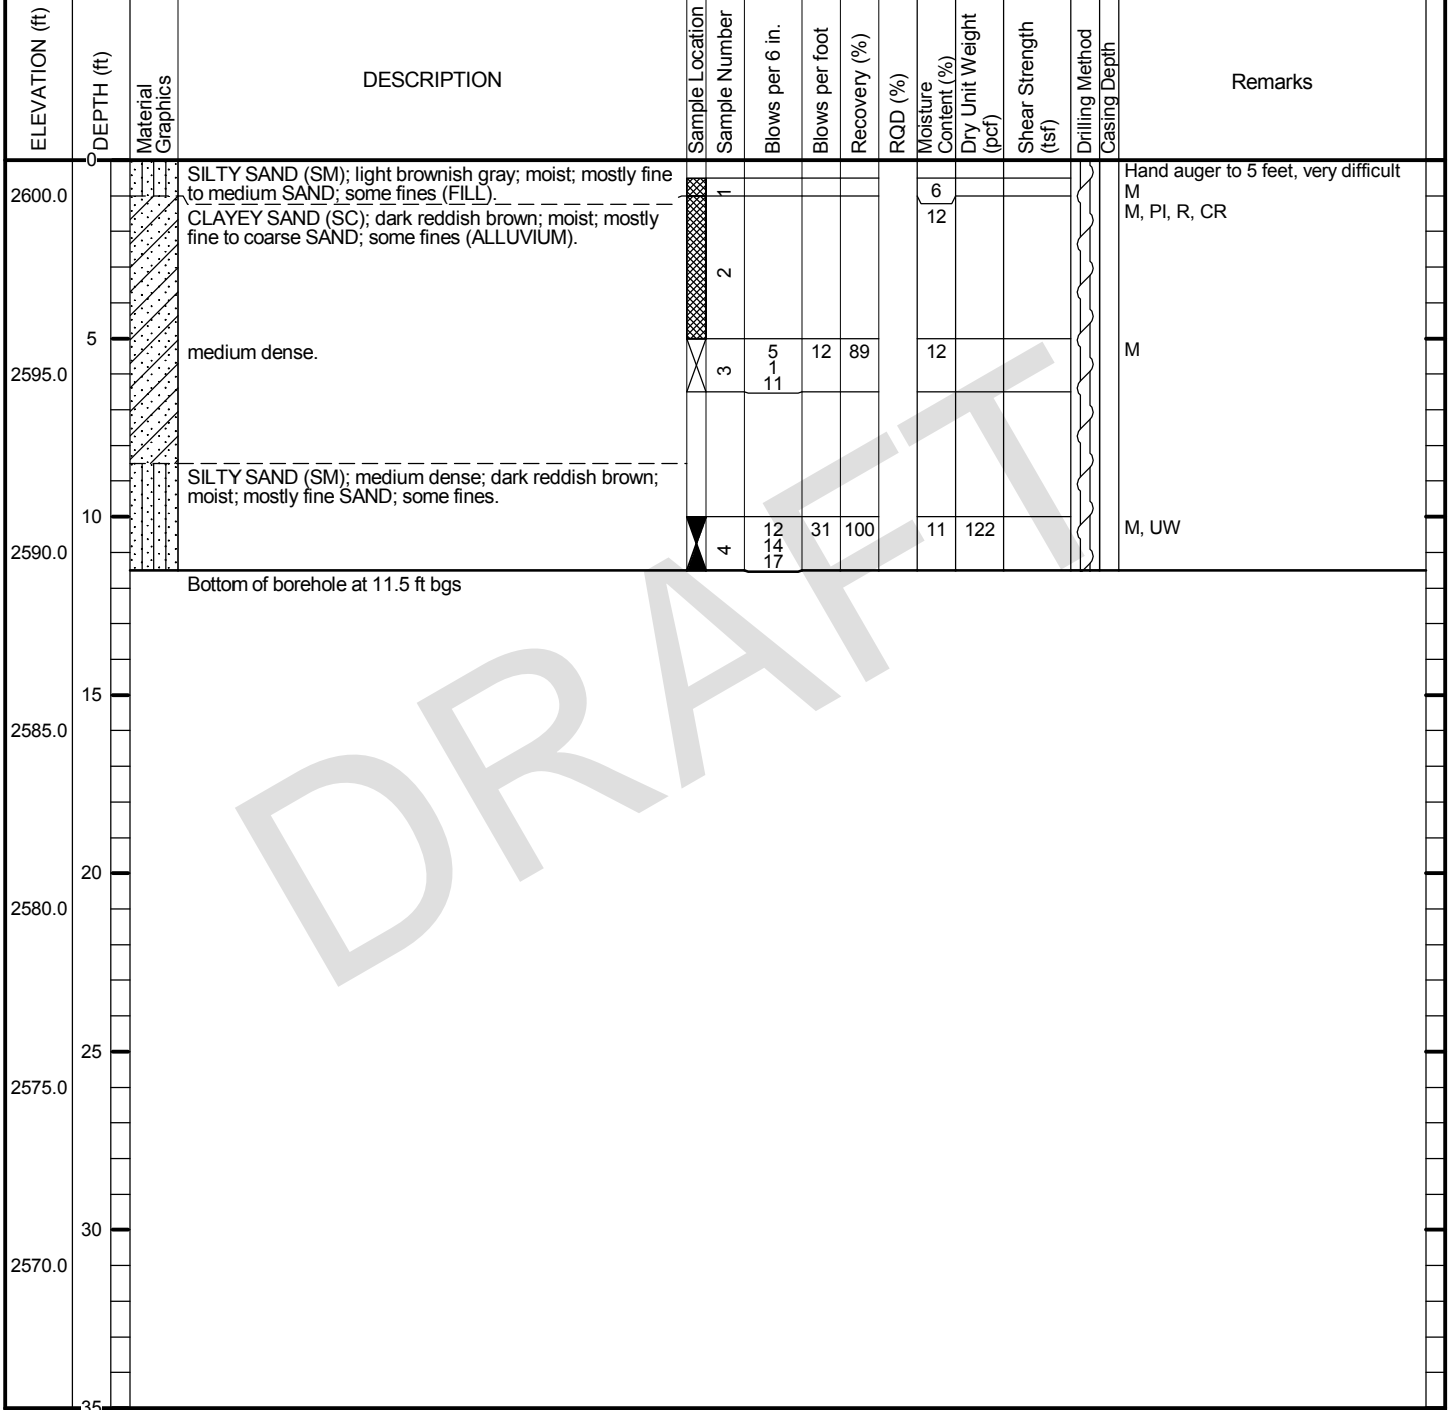 ELEVATION (ft)
DEPTH (ft)
Material
Graphics
DESCRIPTION
Sample Location
Sample Number
Blows per 6 in.
Blows per foot
Recovery (%)
RQD (%)
Moisture
Content (%)
Dry Unit Weight
(pcf)
Shear Strength
(tsf)
Drilling Method
Casing Depth
Remarks
0
SILTY SAND (SM); light brownish gray; moist; mostly fine
to medium SAND; some fines (FILL).
1
6
Hand auger to 5 feet, very difficult
M
2600.0
CLAYEY SAND (SC); dark reddish brown; moist; mostly
fine to coarse SAND; some fines (ALLUVIUM).
2
12
M, PI, R, CR
5
medium dense.
3
5
1
11
12
89
12
M
2595.0
SILTY SAND (SM); medium dense; dark reddish brown;
moist; mostly fine SAND; some fines.
10
4
12
14
17
31
100
11
122
M, UW
2590.0
Bottom of borehole at 11.5 ft bgs
15
2585.0
20
2580.0
25
2575.0
30
2570.0
35
DRAFT